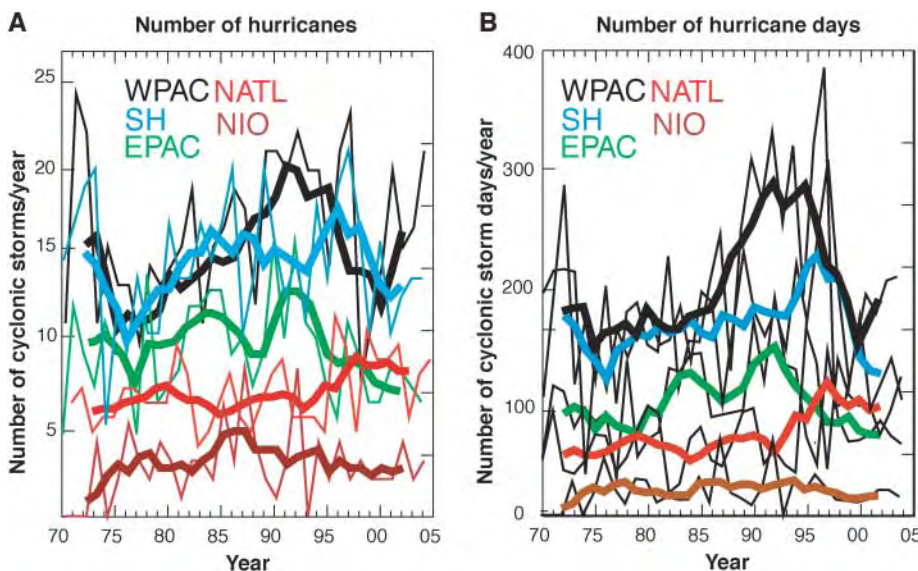 A Number of hurricanes
Number of cyclonic storms/year
25
20
15
10
5
WPAC NATL
SH NIO
EPAC
70 75 80 85 90 95 00 05
Year
B Number of hurricane days
Number of cyclonic storm days/year
400
300
200
100
0
WPAC NATL
SH NIO
EPAC
70 75 80 85 90 95 00 05
Year